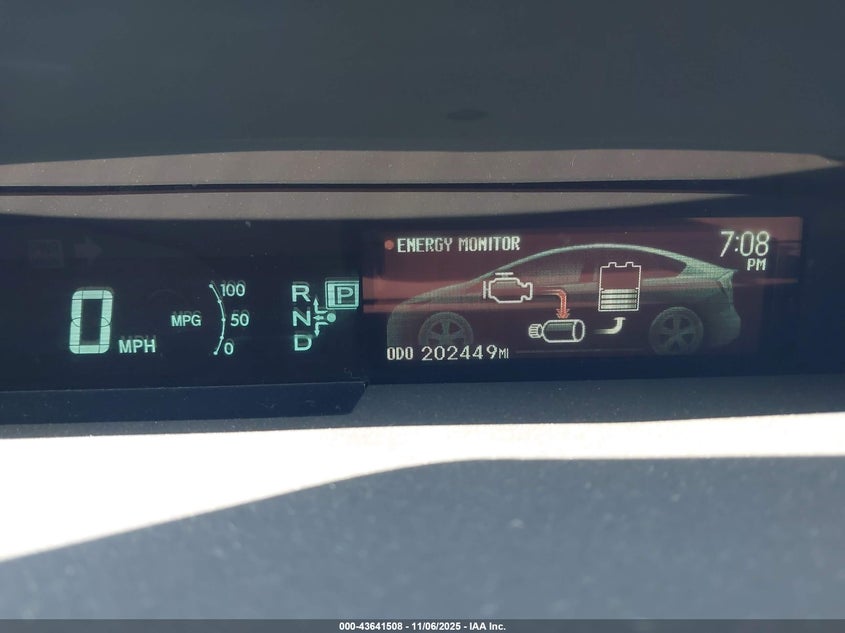 ENERGY MONITOR
7:08
PM
0 MPH
MPG
100
50
0
R
N
D
P
ODO 202449MI
000-43641508 - 11/06/2025 - IAA Inc.